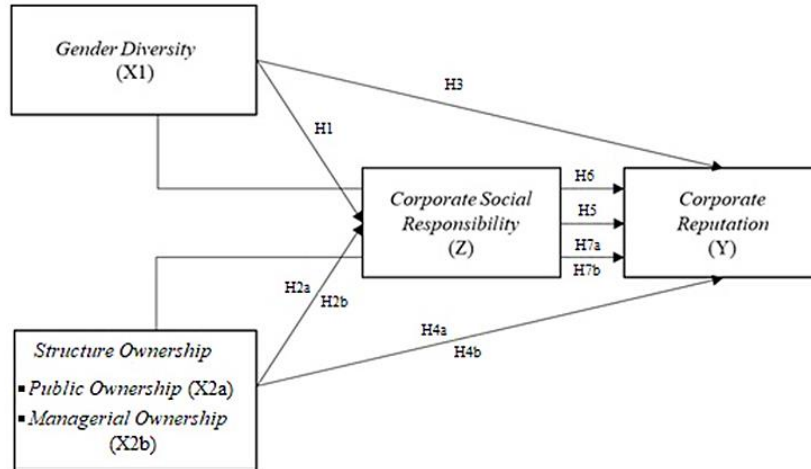 Gender Diversity
(X1)
H3
H1
Corporate Social
Responsibility
(Z)
H6
H5
H7a
H7b
Corporate
Reputation
(Y)
H2a
H2b
H4a
H4b
Structure Ownership
▪ Public Ownership (X2a)
▪ Managerial Ownership
(X2b)